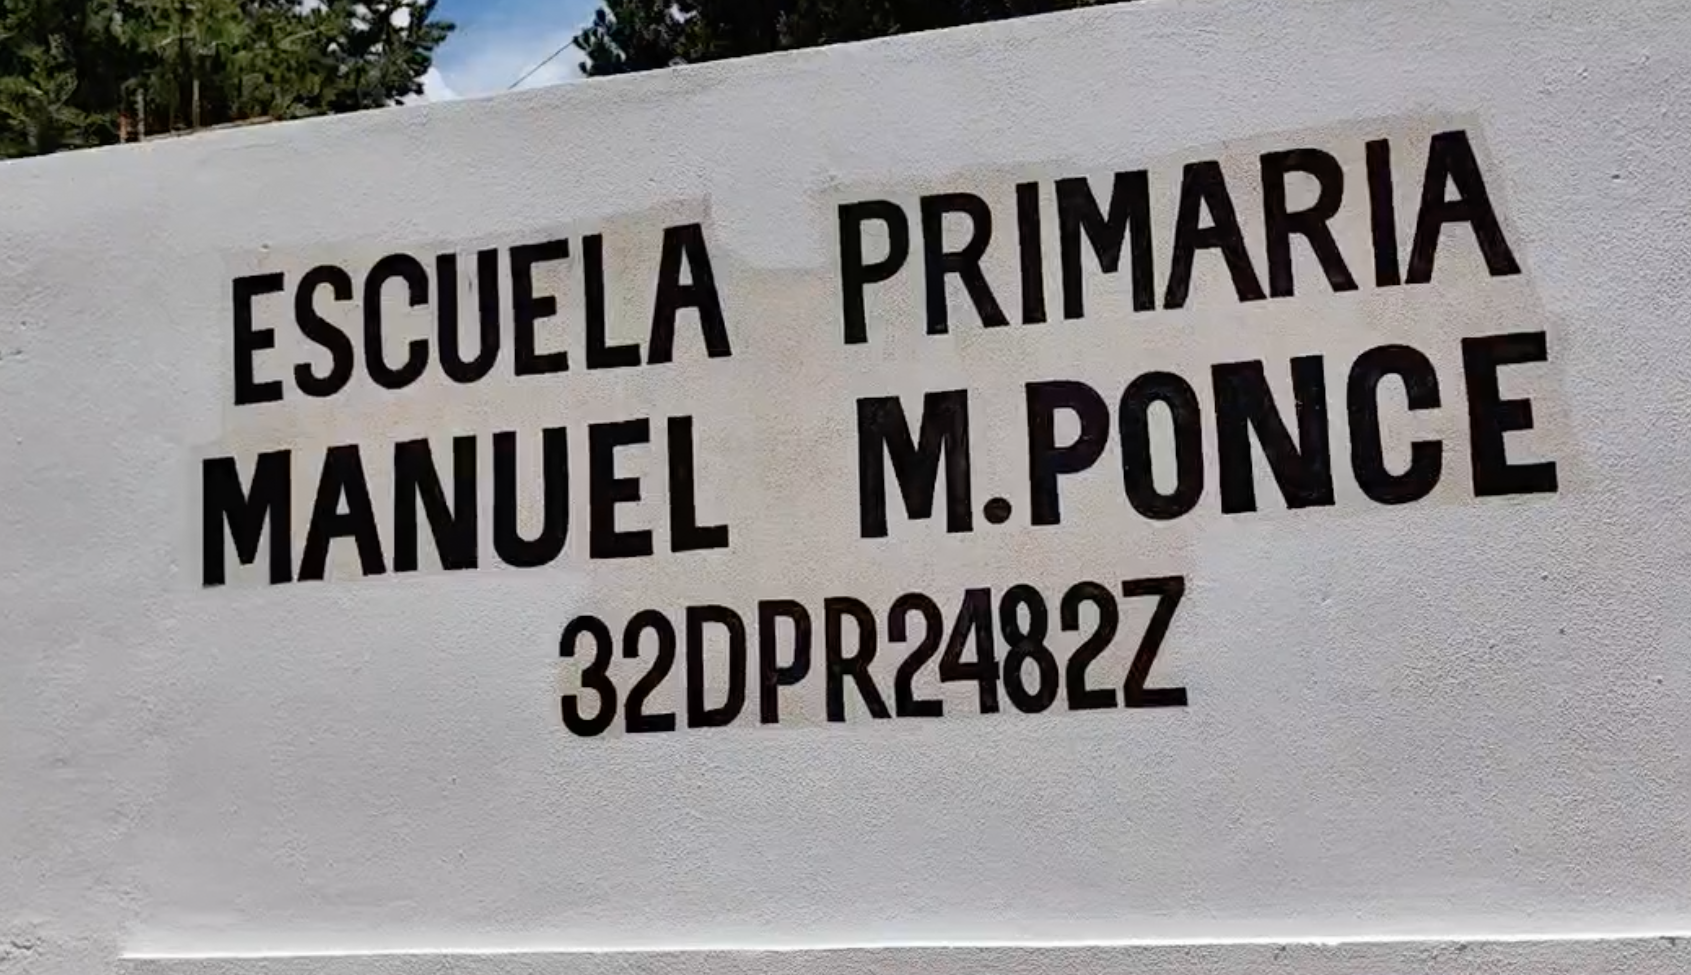 ESCUELA PRIMARIA
MANUEL M.PONCE
32DPR2482Z